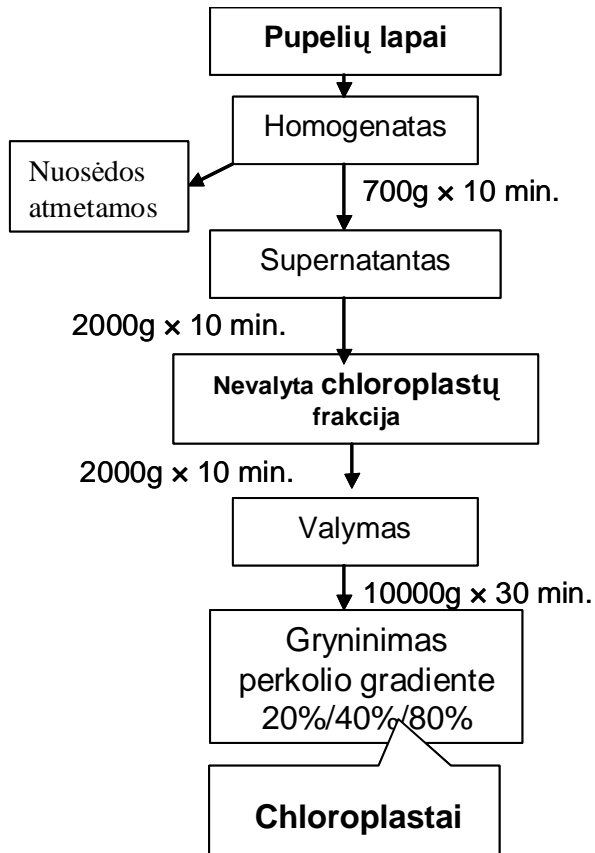 Pupelių lapai
Homogenatas
Nuosėdos
atmetamos
700g × 10 min.
Supernatantas
2000g × 10 min.
Nevalyta chloroplastų
frakcija
2000g × 10 min.
Valymas
10000g × 30 min.
Gryninimas
perkolio gradiente
20%/40%/80%
Chloroplastai